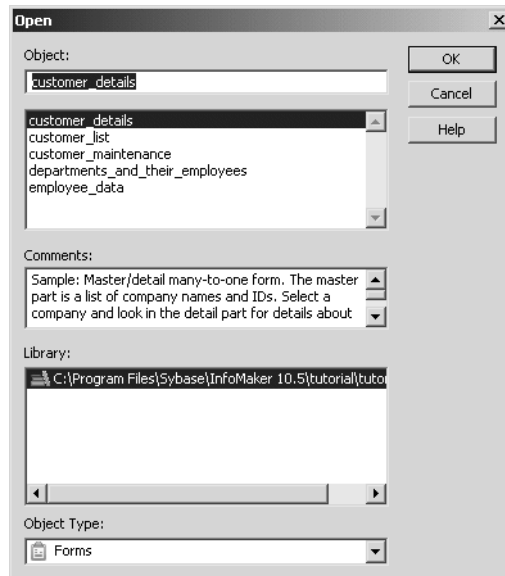 Open
Object:
OK
customer_details
Cancel
customer_details
Help
customer_list
customer_maintenance
departments_and_their_employees
employee_data
Comments:
Sample: Master/detail many-to-one form. The master
part is a list of company names and IDs. Select a
company and look in the detail part for details about
Library:
C:\Program Files\Sybase\InfoMaker 10.5\tutorial\tuto
Object Type:
Forms